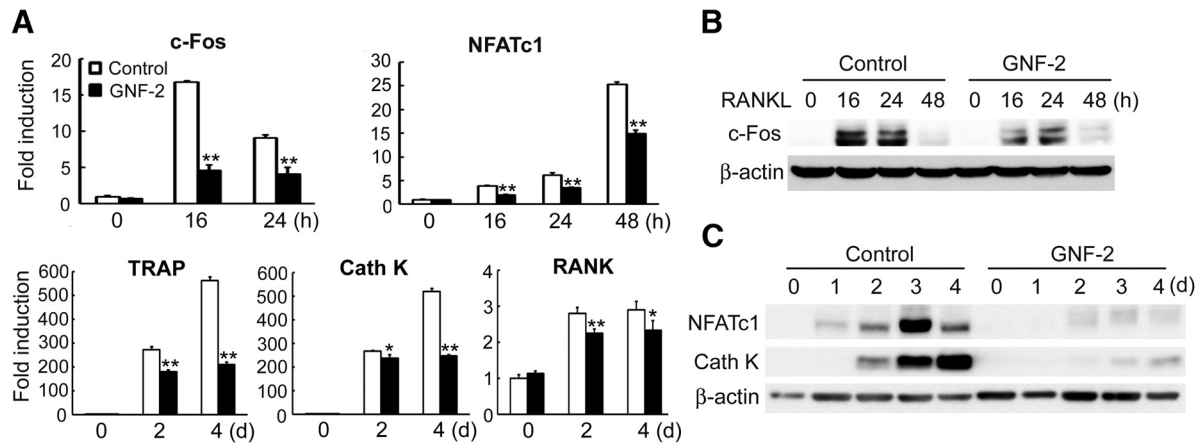 A
c-Fos
Fold induction
20
15
10
5
0
Control
GNF-2
**
**
0 16 24 (h)
NFATc1
30
25
20
15
10
5
0
**
**
**
0 16 24 48 (h)
TRAP
Fold induction
600
500
400
300
200
100
0
**
**
0 2 4 (d)
Cath K
600
500
400
300
200
100
0
*
**
0 2 4 (d)
RANK
4
3
2
1
0
**
*
0 2 4 (d)
B
Control GNF-2
RANKL 0 16 24 48 0 16 24 48 (h)
c-Fos
β-actin
C
Control GNF-2
0 1 2 3 4 0 1 2 3 4 (d)
NFATc1
Cath K
β-actin